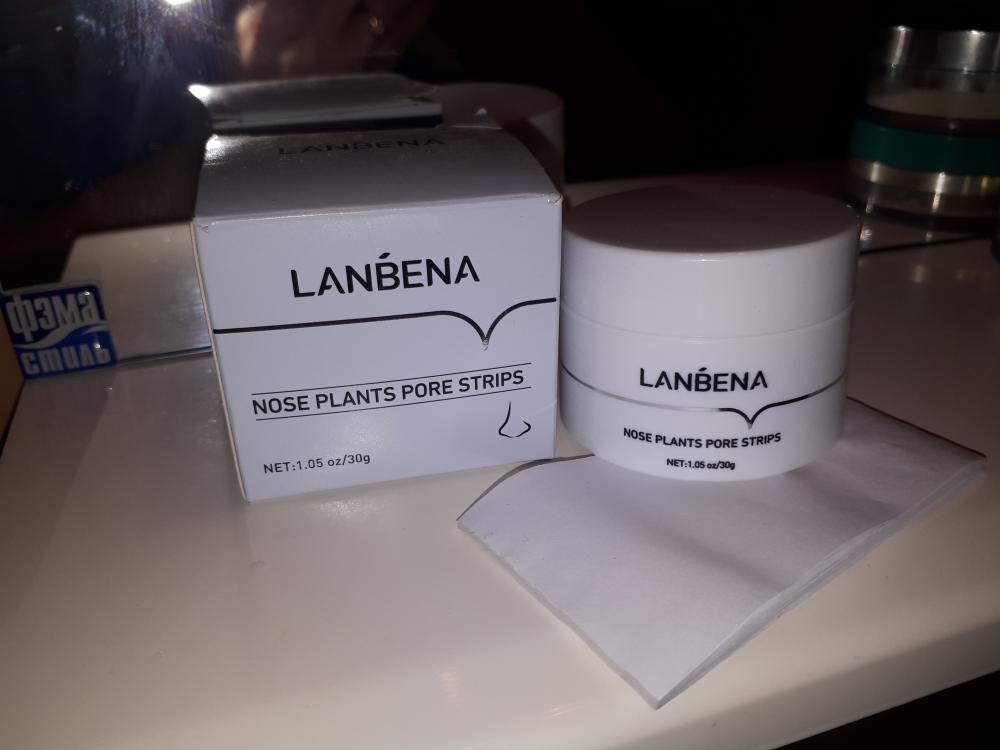 LANBENA
LANBENA
NOSE PLANTS PORE STRIPS
NET:1.05 oz/30g
LANBENA
NOSE PLANTS PORE STRIPS
NET:1.05 oz/30g
фэма
стиль